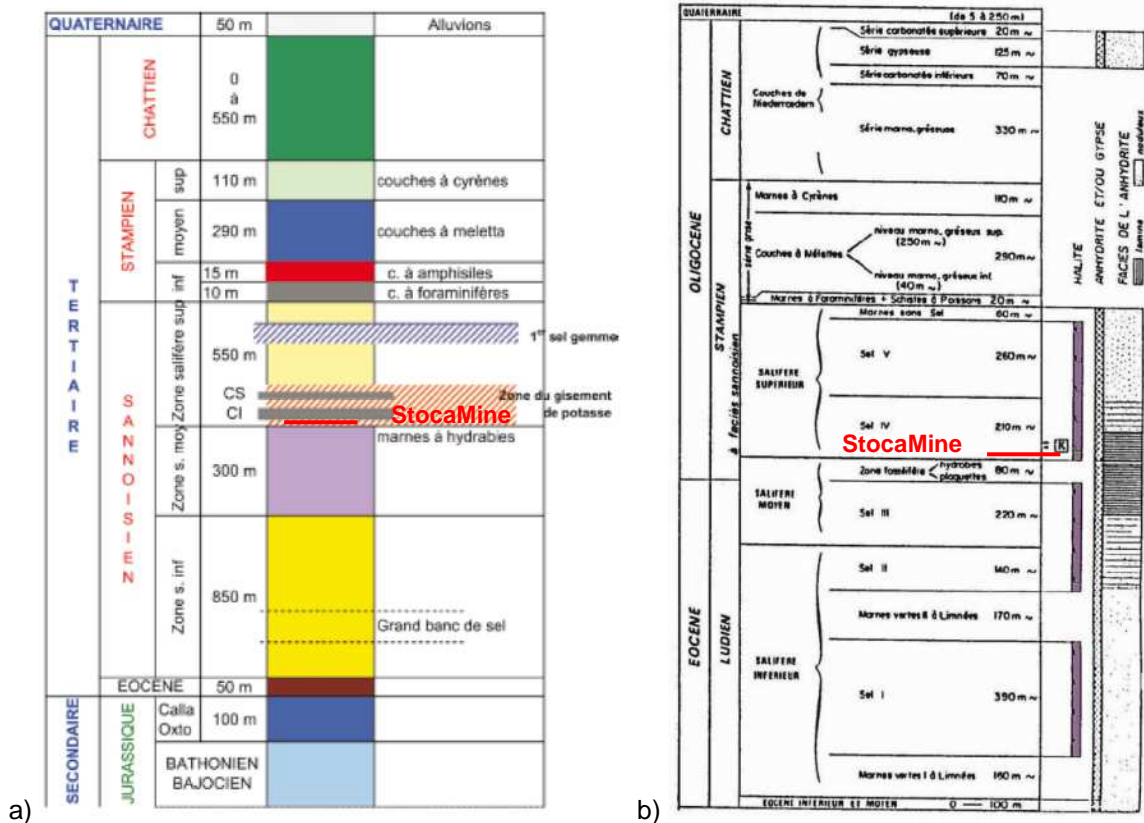 QUATERNAIRE 50 m Alluvions
TERTIAIRE
CHATTIEN
0
à
550 m
STAMPIEN
sup 110 m couches à cyrènes
moyen 290 m couches à meletta
inf 15 m c. à amphisiles
10 m c. à foraminifères
SANNOISIEN
Zone salifère sup
1er sel gemme
550 m
CS Zone du gisement
CI StocaMine de potasse
Zone s. moy marnes à hydrabies
300 m
Zone s. inf
850 m
Grand banc de sel
EOCENE 50 m
SECONDAIRE
JURASSIQUE
Calla
Oxto 100 m
BATHONIEN
BAJOCIEN
a)
QUATERNAIRE (de 5 à 250 m)
OLIGOCENE
CHATTIEN
Série carbonatée supérieure 20 m ~
Série gypseuse 125 m ~
Série carbonatée inférieure 70 m ~
Couches de
Niederroedern
Série marno, gréseuse 330 m ~
STAMPIEN
à faciès sannoisien
série grise
Marnes à Cyrènes 110 m ~
niveau marno, gréseux sup.
(250 m ~)
Couches à Mélettes 290 m ~
niveau marno, gréseux inf.
(40 m ~)
Marnes à Foraminifères + Schistes à Poissons 20 m ~
Marnes sans Sel 60 m ~
Sel V 260 m ~
SALIFERE
SUPERIEUR
Sel IV 210 m ~
StocaMine
K
Zone fossilifère hydrobies
plaquettes 80 m ~
SALIFERE
MOYEN
EOCENE
LUDIEN
Sel III 220 m ~
Sel II 140 m ~
Marnes vertes II à Limnées 170 m ~
SALIFERE
INFERIEUR
Sel I 390 m ~
Marnes vertes I à Limnées 160 m ~
EOCENE INFERIEUR ET MOYEN 0 — 100 m
HALITE
ANHYDRITE ET/OU GYPSE
FACIES DE L'ANHYDRITE
laminé
noduleux
b)